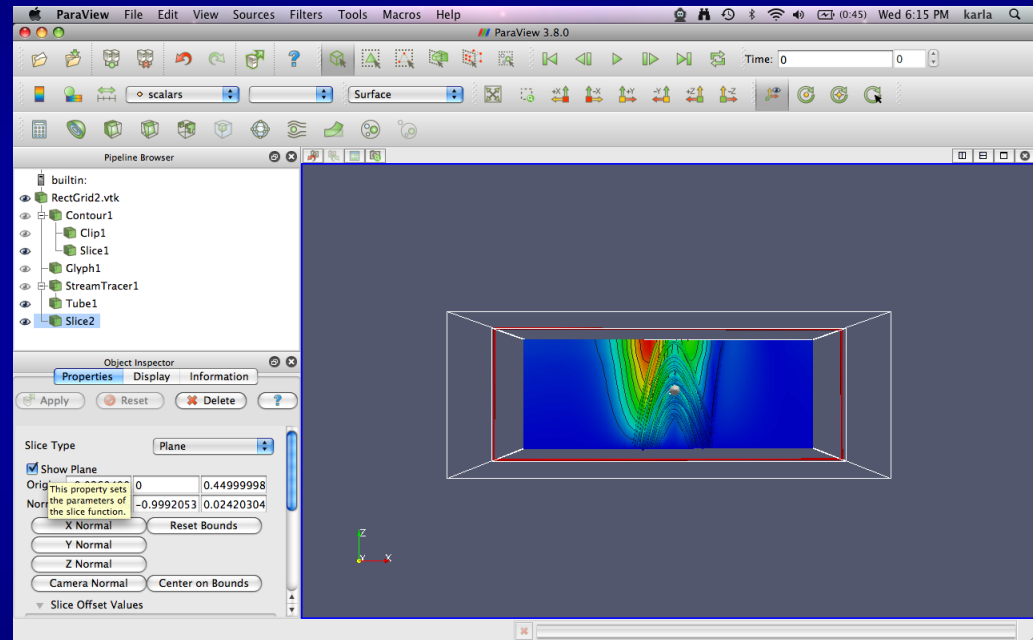 ParaView File Edit View Sources Filters Tools Macros Help (0:45) Wed 6:15 PM karla
ParaView 3.8.0
Time: 0 0
scalars Surface +X -X +Y -Y +Z -Z
Pipeline Browser
builtin:
RectGrid2.vtk
Contour1
Clip1
Slice1
Glyph1
StreamTracer1
Tube1
Slice2
Object Inspector
Properties Display Information
Apply Reset Delete ?
Slice Type Plane
Show Plane
0 0.44999998
-0.9992053 0.02420304
This property sets
the parameters of
the slice function.
X Normal Reset Bounds
Y Normal
Z Normal
Camera Normal Center on Bounds
Slice Offset Values
Z
Y X